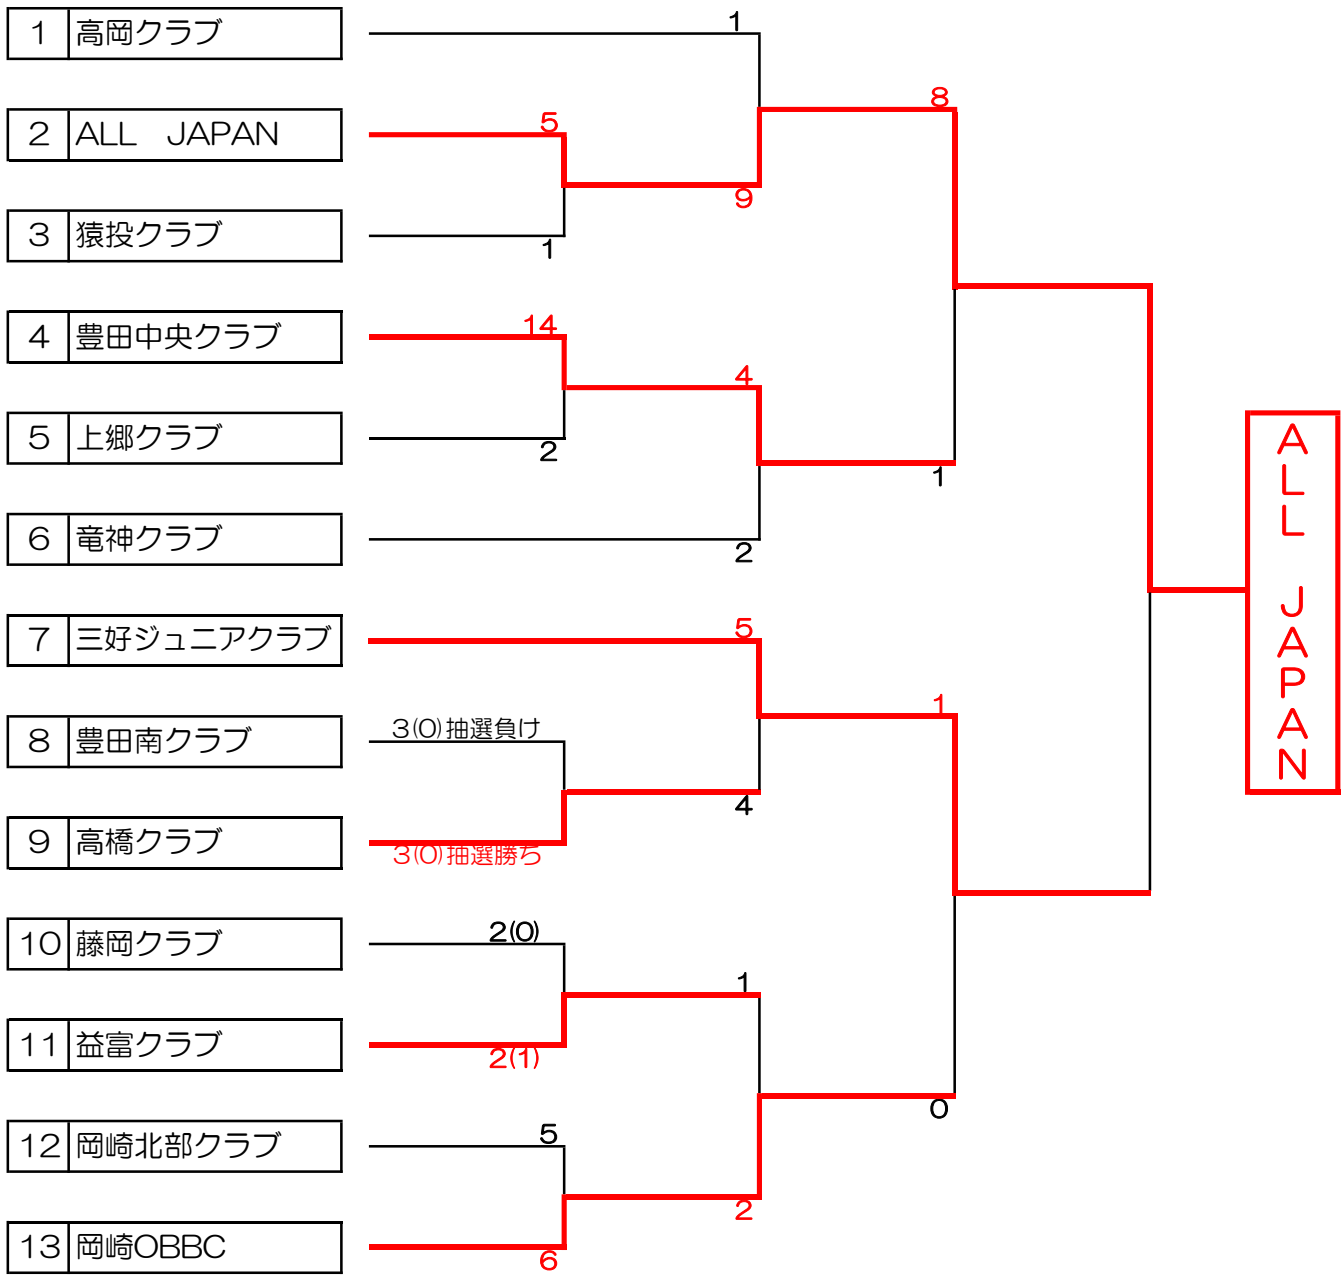 1 高岡クラブ
1
8
2 ALL　JAPAN
5
9
3 猿投クラブ
1
4 豊田中央クラブ
14
4
5 上郷クラブ
2
1
6 竜神クラブ
2
ALL　JAPAN
7 三好ジュニアクラブ
5
1
8 豊田南クラブ
3(0)抽選負け
4
9 高橋クラブ
3(0)抽選勝ち
10 藤岡クラブ
2(0)
1
11 益富クラブ
2(1)
0
12 岡崎北部クラブ
5
2
13 岡崎OBBC
6